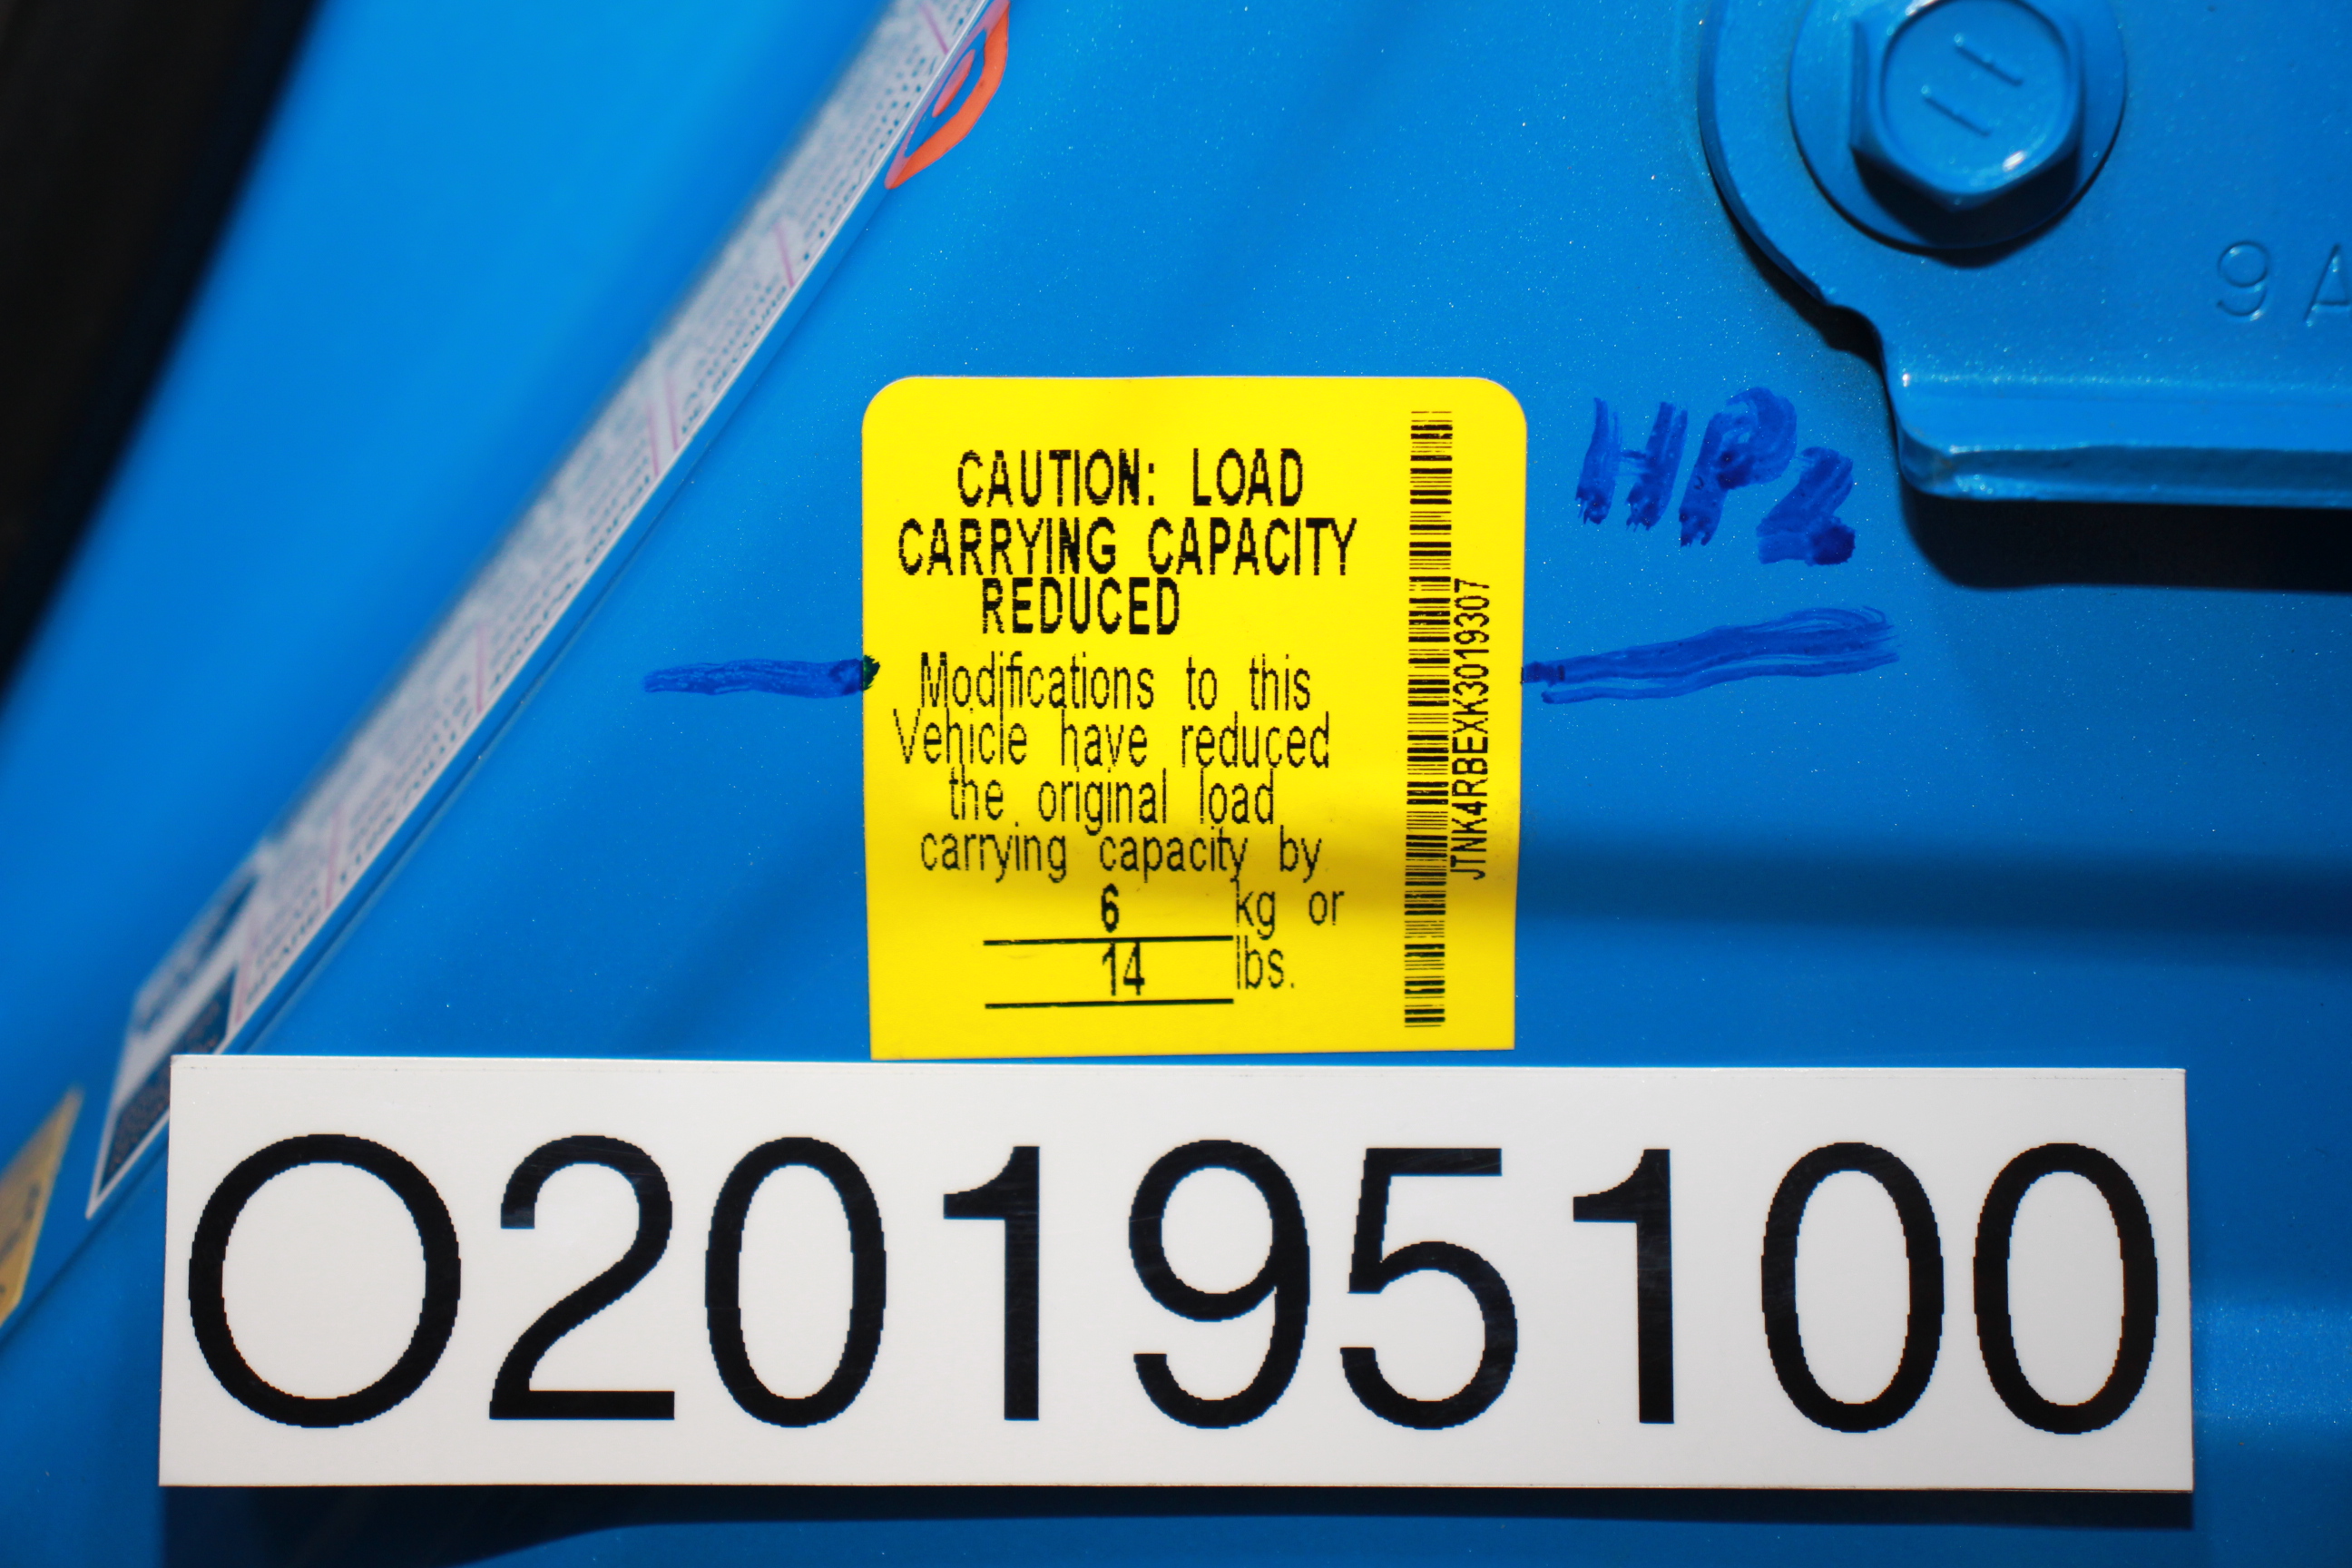 9A
HP2
CAUTION: LOAD
CARRYING CAPACITY
REDUCED
Modifications to this
Vehicle have reduced
the original load
carrying capacity by
6 kg or
14 lbs.
JTNK4RBEXK3019307
O20195100